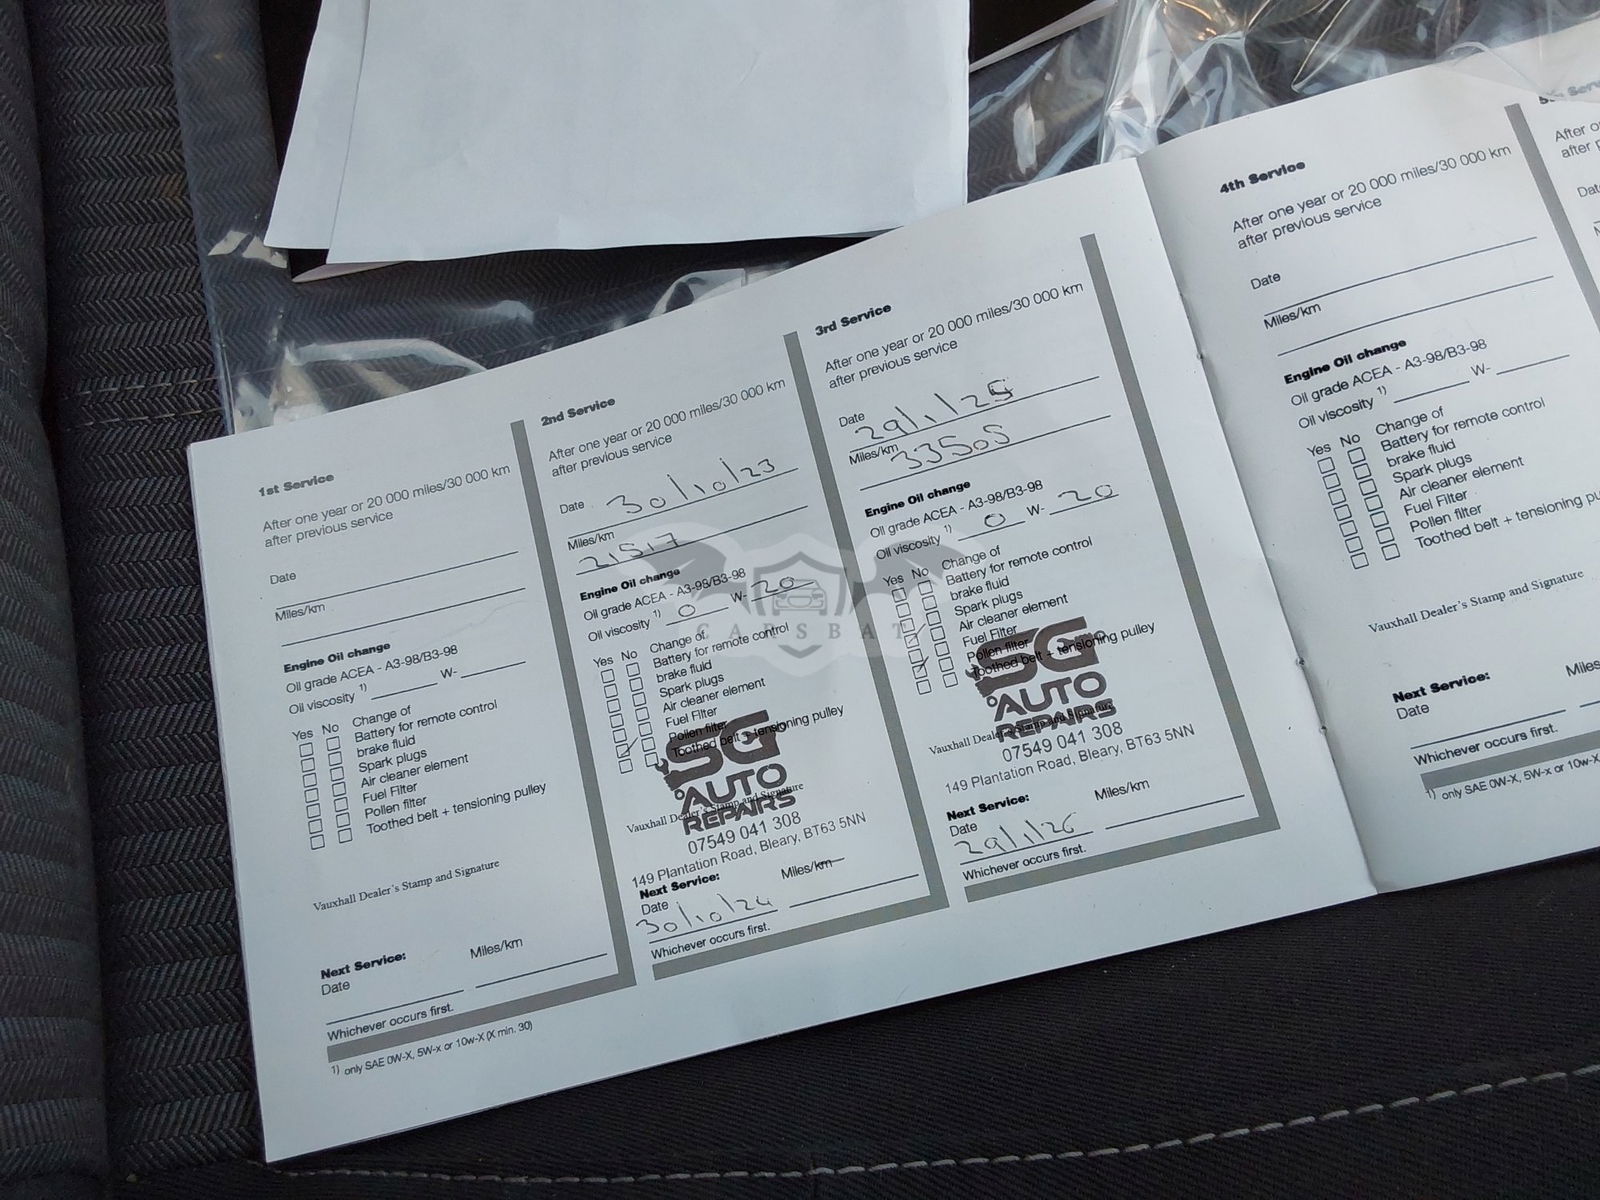 1st Service
After one year or 20 000 miles/30 000 km
after previous service
Date
Miles/km
Engine Oil change
Oil grade ACEA - A3-98/B3-98
Oil viscosity 1) W-
Yes No Change of
Battery for remote control
brake fluid
Spark plugs
Air cleaner element
Fuel Filter
Pollen filter
Toothed belt + tensioning pulley
Vauxhall Dealer's Stamp and Signature
Next Service:
Date Miles/km
Whichever occurs first.
1) only SAE 0W-X, 5W-x or 10w-X (X min. 30)
2nd Service
After one year or 20 000 miles/30 000 km
after previous service
Date 30/10/23
Miles/km
21517
Engine Oil change
Oil grade ACEA - A3-98/B3-98
Oil viscosity 1) 0 W- 20
Yes No Change of
Battery for remote control
brake fluid
Spark plugs
Air cleaner element
Fuel Filter
Pollen filter
Toothed belt + tensioning pulley
SG
AUTO
Vauxhall Dealer's Stamp and Signature
REPAIRS
07549 041 308
149 Plantation Road, Bleary, BT63 5NN
Next Service: Miles/km
Date
30/10/24
Whichever occurs first.
3rd Service
After one year or 20 000 miles/30 000 km
after previous service
Date
29/1/25
Miles/km 33505
Engine Oil change
Oil grade ACEA - A3-98/B3-98
Oil viscosity 1) 0 W- 20
Yes No Change of
Battery for remote control
brake fluid
Spark plugs
Air cleaner element
Fuel Filter
Pollen filter
Toothed belt + tensioning pulley
SG
AUTO
Vauxhall Dealer's Stamp and Signature
REPAIRS
07549 041 308
149 Plantation Road, Bleary, BT63 5NN
Next Service: Miles/km
Date
29/1/26
Whichever occurs first.
4th Service
After one year or 20 000 miles/30 000 km
after previous service
Date
Miles/km
Engine Oil change
Oil grade ACEA - A3-98/B3-98
Oil viscosity 1) W-
Yes No Change of
Battery for remote control
brake fluid
Spark plugs
Air cleaner element
Fuel Filter
Pollen filter
Toothed belt + tensioning
Vauxhall Dealer's Stamp and Signature
Next Service: Miles
Date
Whichever occurs first.
1) only SAE 0W-X, 5W-x or 10w-X
After
after
CARSBAT